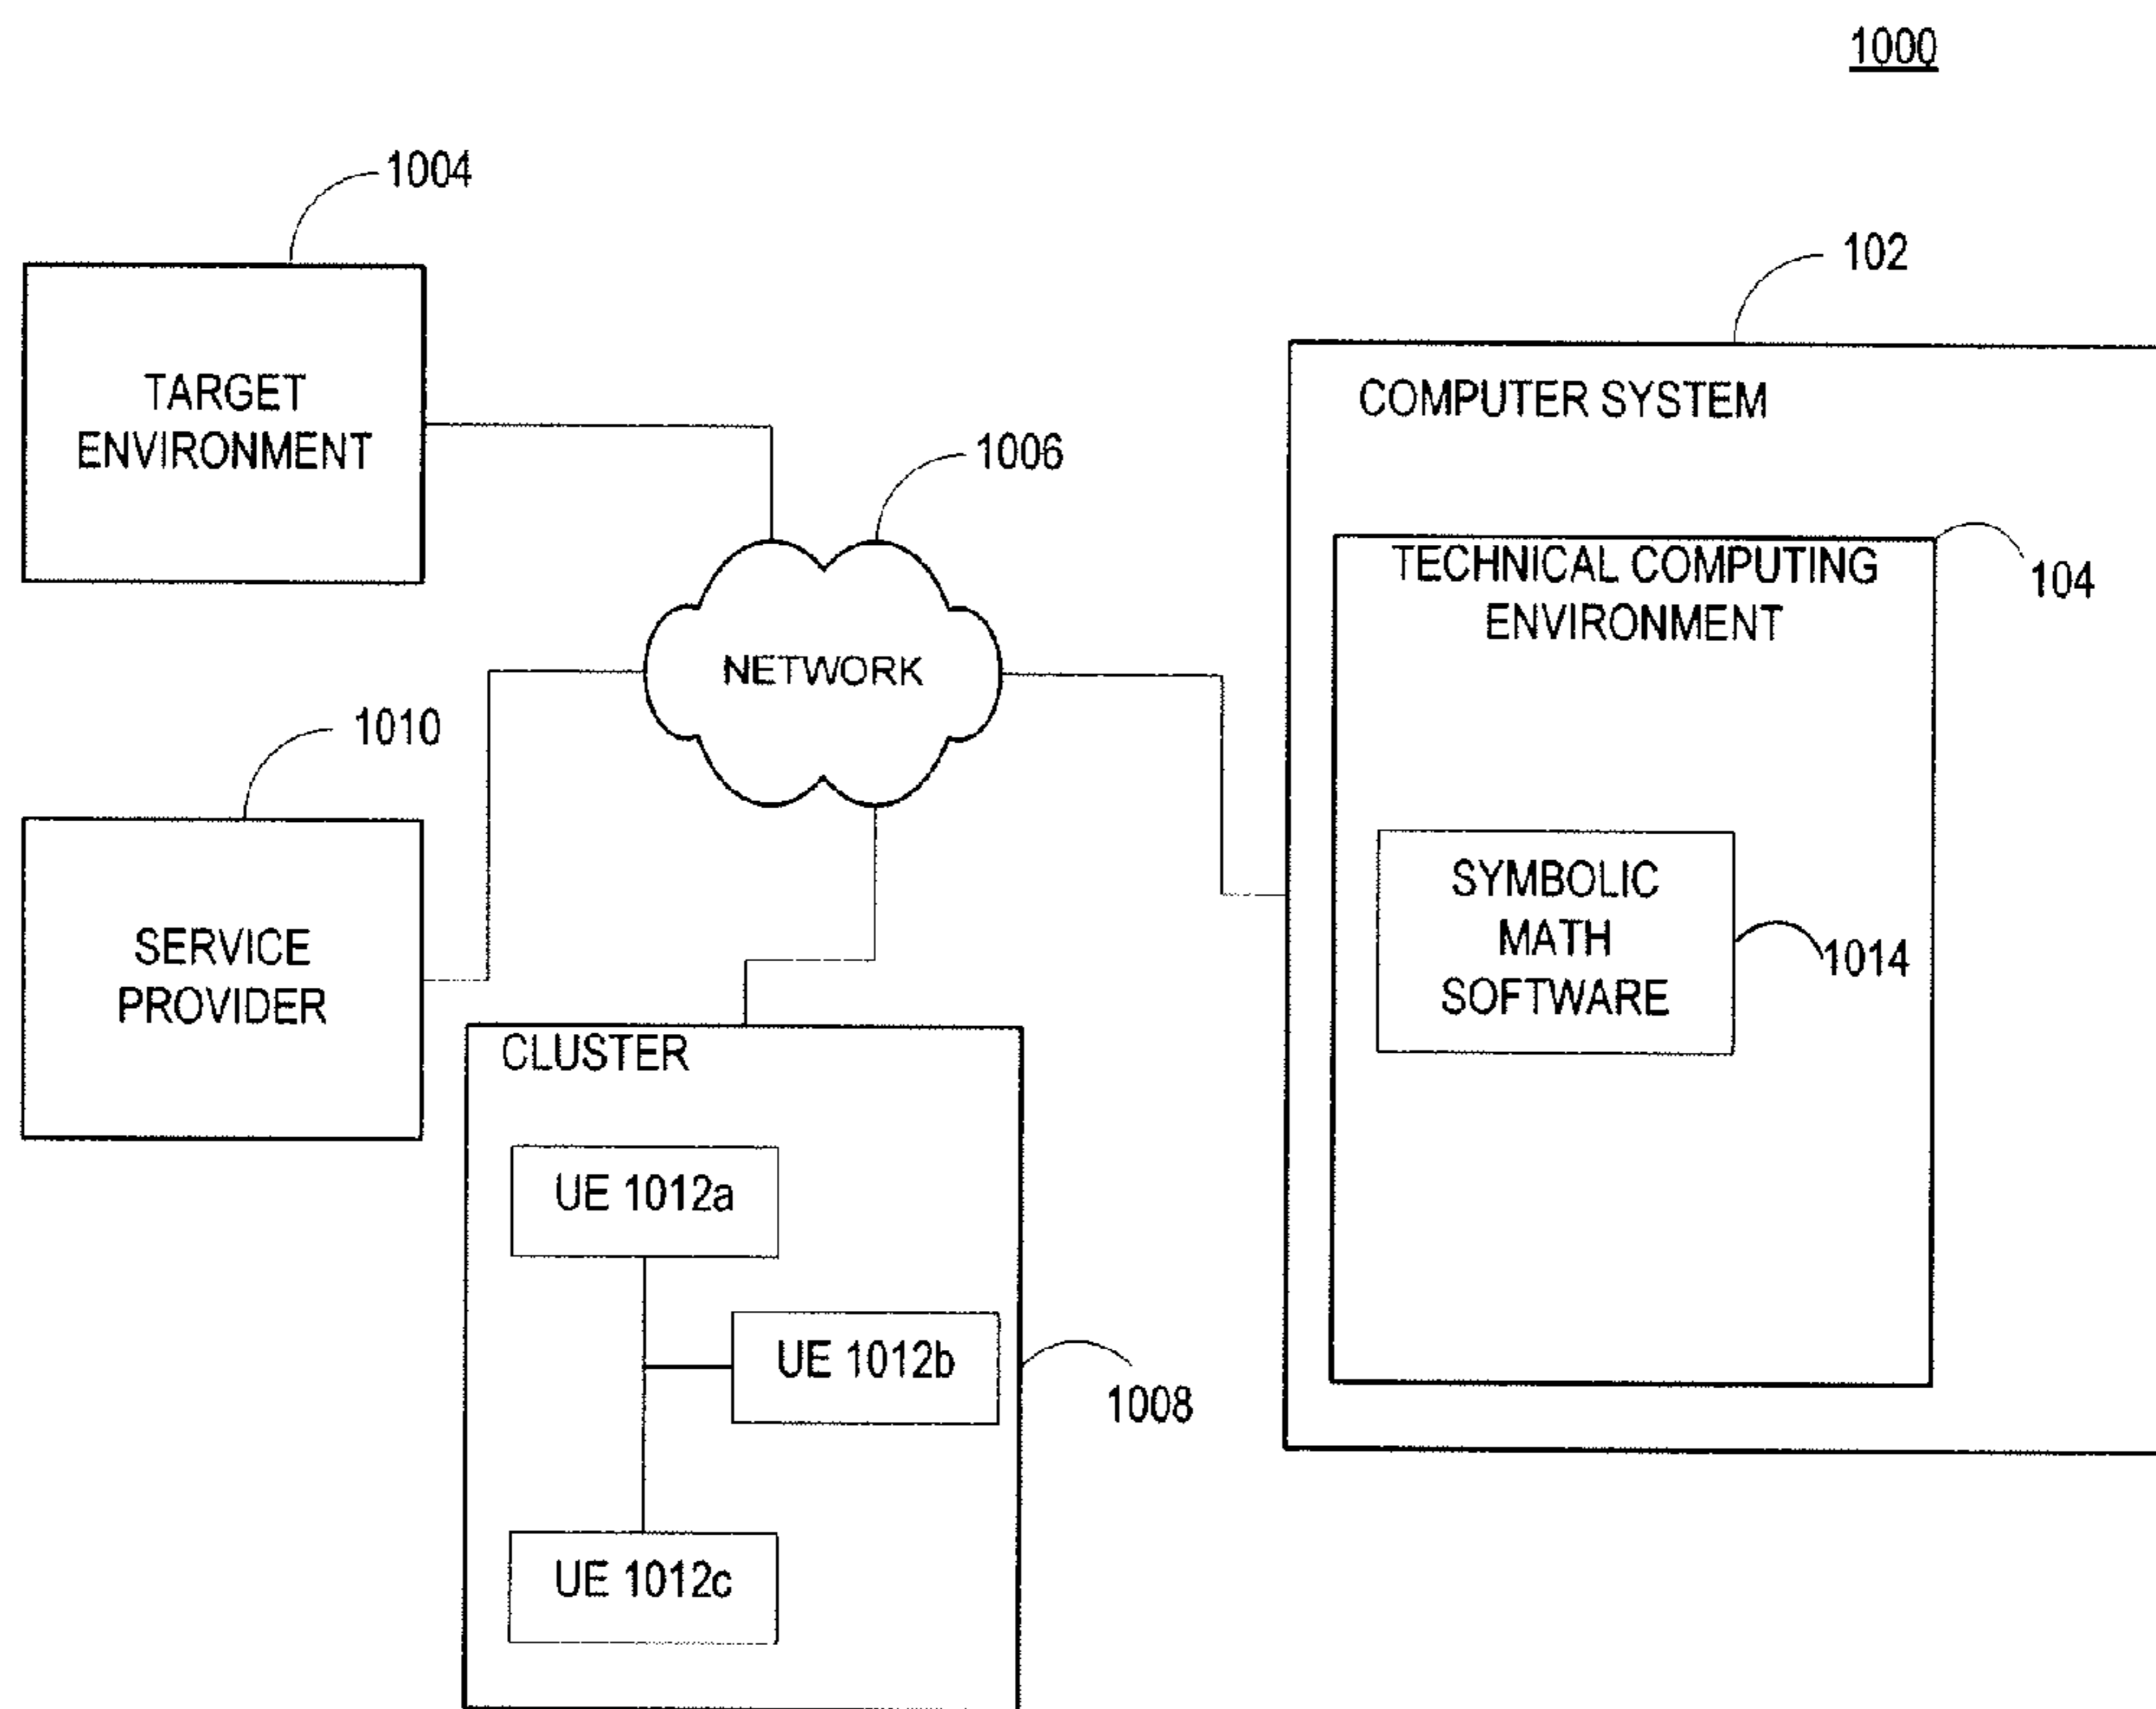 1000
1004
102
TARGET
ENVIRONMENT
COMPUTER SYSTEM
1006
TECHNICAL COMPUTING
ENVIRONMENT
104
NETWORK
1010
SYMBOLIC
MATH
SOFTWARE
1014
SERVICE
PROVIDER
CLUSTER
UE 1012a
UE 1012b
1008
UE 1012c